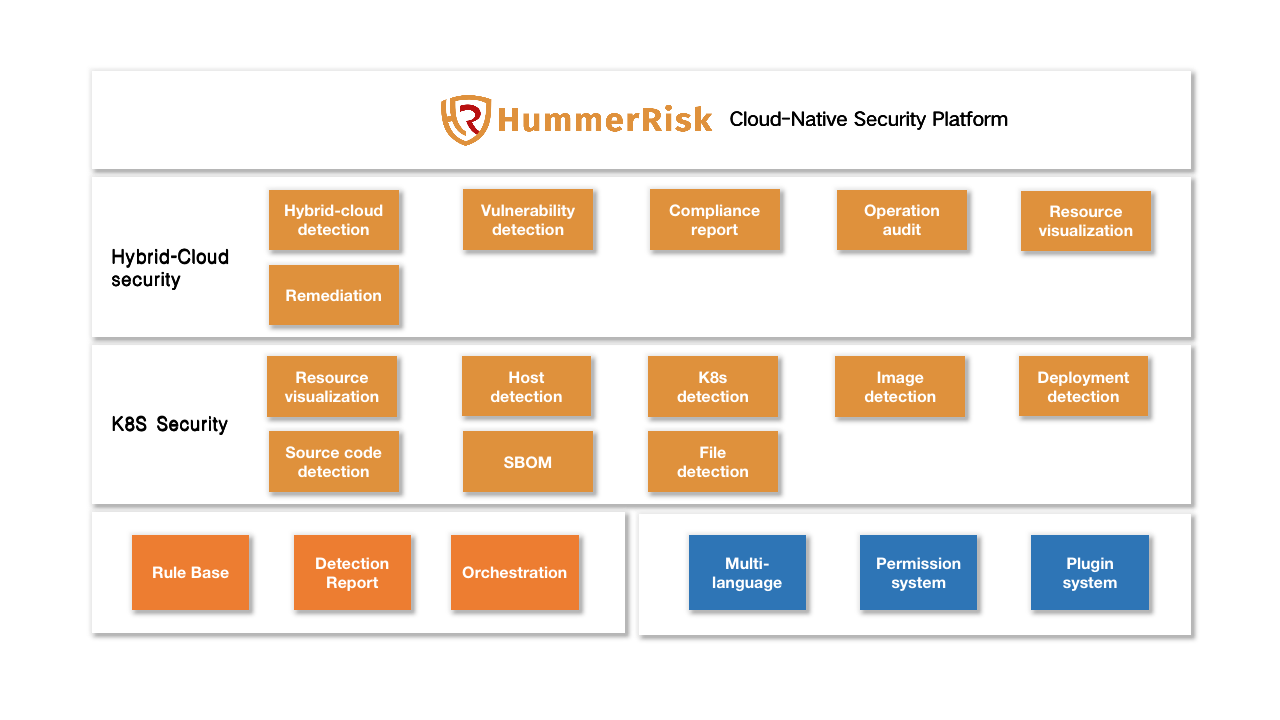 HummerRisk Cloud-Native Security Platform
Hybrid-Cloud
security
Hybrid-cloud
detection
Vulnerability
detection
Compliance
report
Operation
audit
Resource
visualization
Remediation
K8S Security
Resource
visualization
Host
detection
K8s
detection
Image
detection
Deployment
detection
Source code
detection
SBOM
File
detection
Rule Base
Detection
Report
Orchestration
Multi-
language
Permission
system
Plugin
system